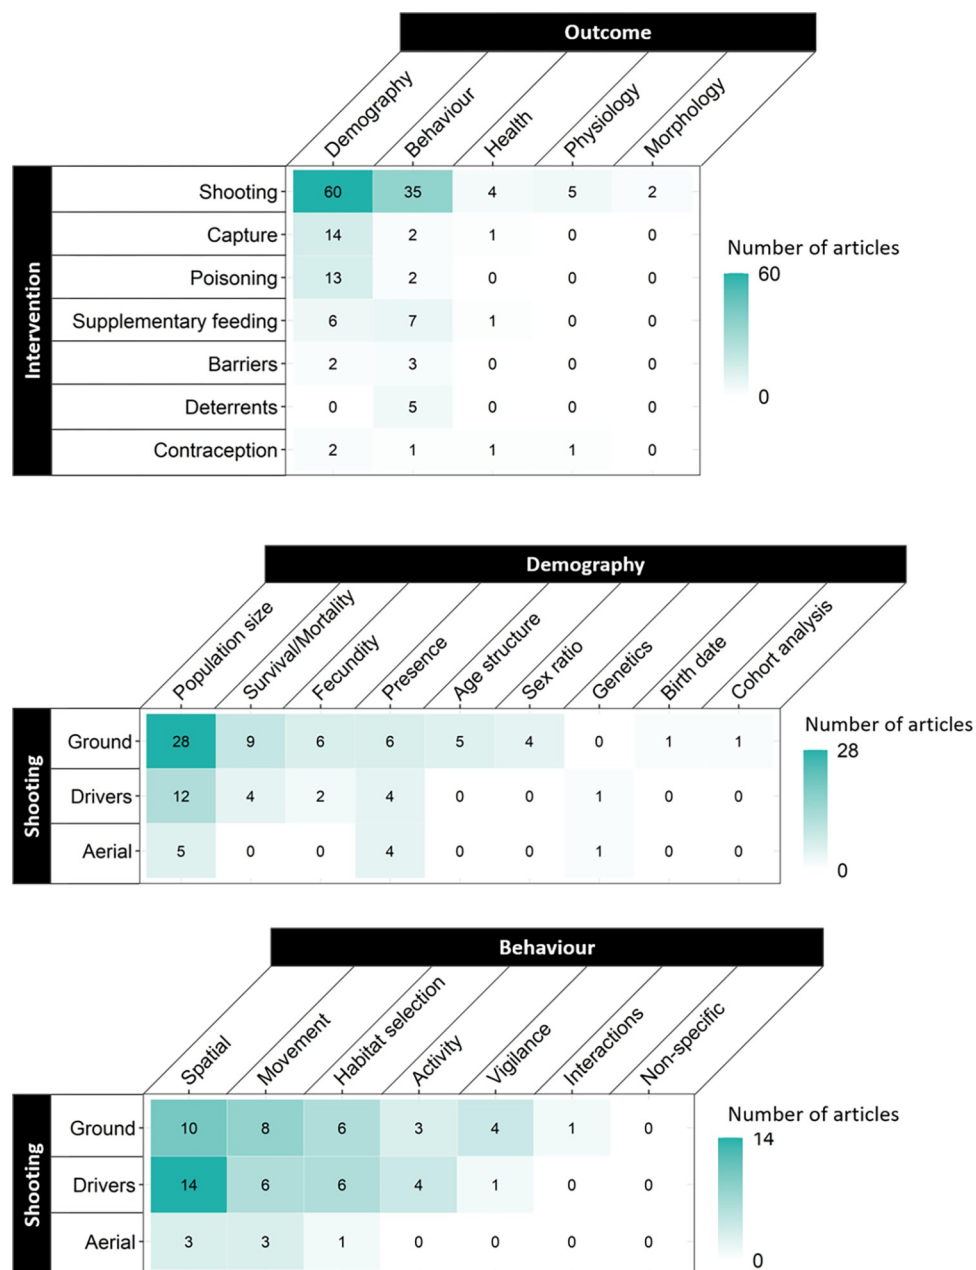 Outcome
Demography Behaviour Health Physiology Morphology
Intervention
Shooting 60 35 4 5 2
Capture 14 2 1 0 0
Poisoning 13 2 0 0 0
Supplementary feeding 6 7 1 0 0
Barriers 2 3 0 0 0
Deterrents 0 5 0 0 0
Contraception 2 1 1 1 0
Number of articles
60
0
Demography
Population size Survival/Mortality Fecundity Presence Age structure Sex ratio Genetics Birth date Cohort analysis
Shooting
Ground 28 9 6 6 5 4 0 1 1
Drivers 12 4 2 4 0 0 1 0 0
Aerial 5 0 0 4 0 0 1 0 0
Number of articles
28
0
Behaviour
Spatial Movement Habitat selection Activity Vigilance Interactions Non-specific
Shooting
Ground 10 8 6 3 4 1 0
Drivers 14 6 6 4 1 0 0
Aerial 3 3 1 0 0 0 0
Number of articles
14
0